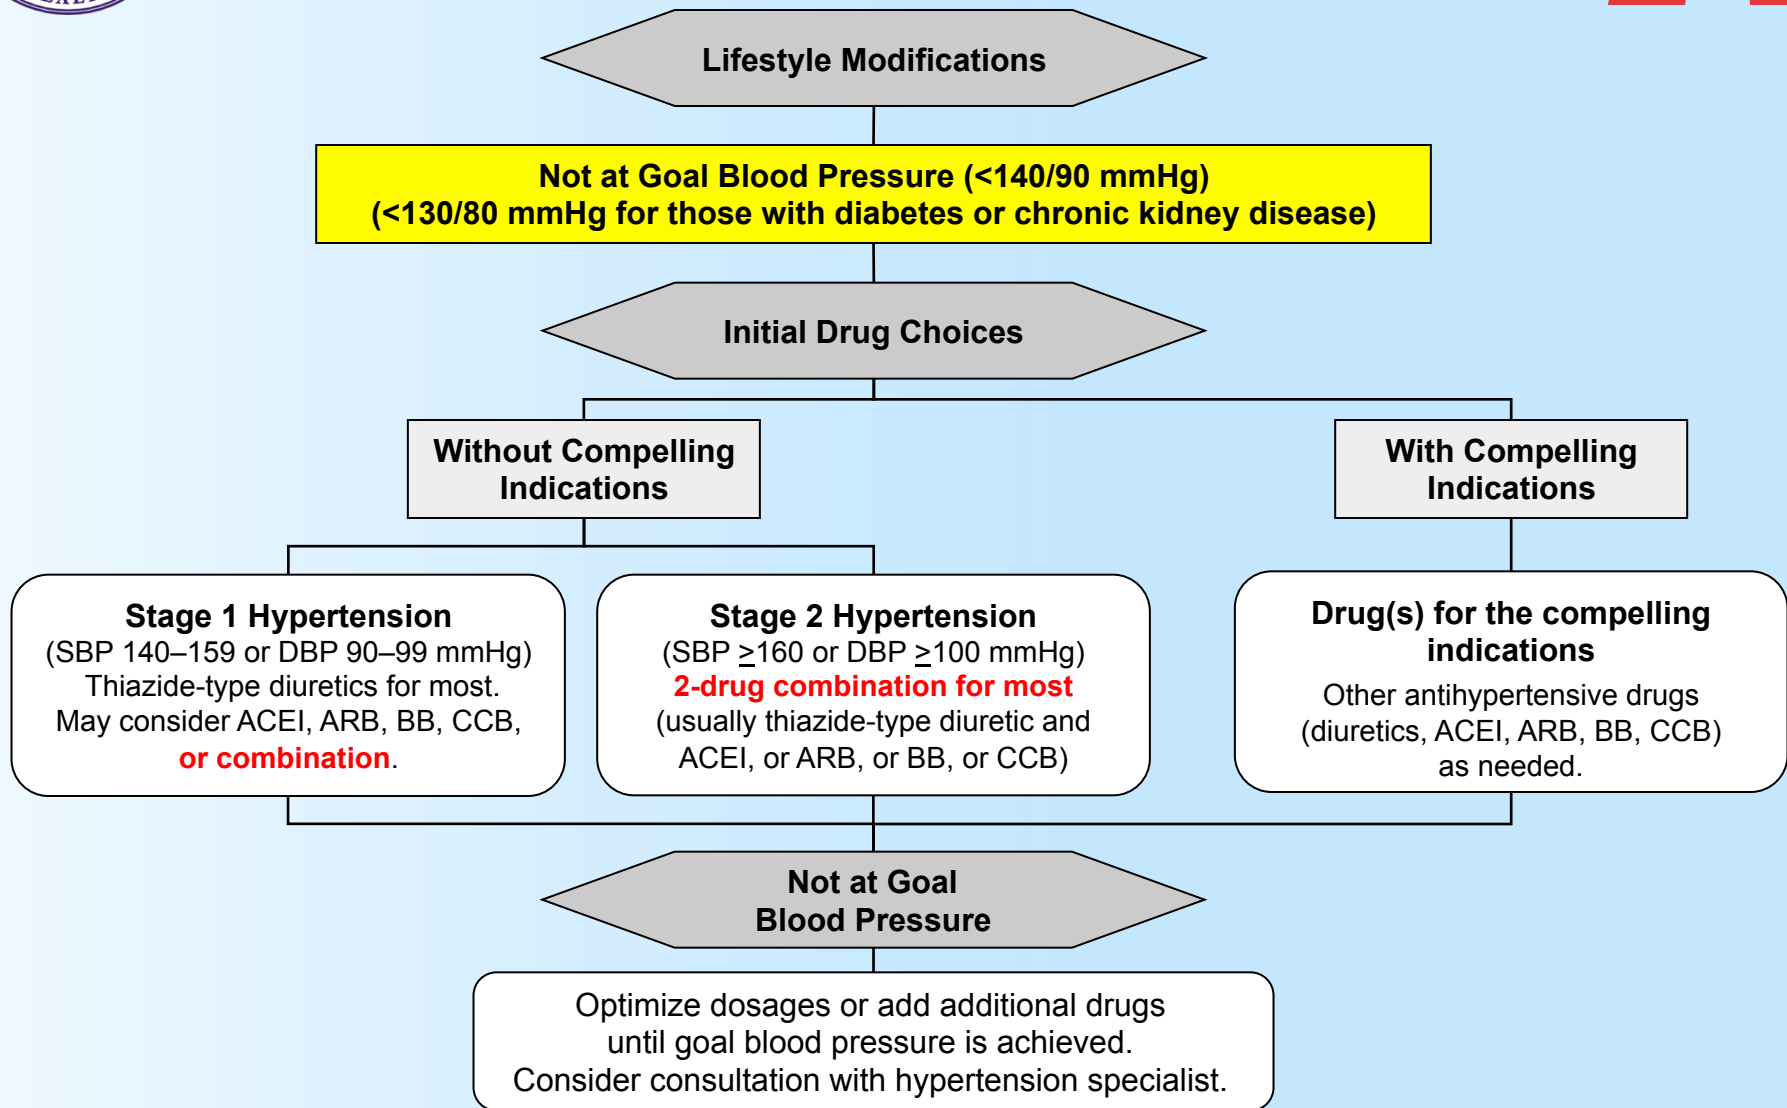 Lifestyle Modifications
Not at Goal Blood Pressure (<140/90 mmHg)
(<130/80 mmHg for those with diabetes or chronic kidney disease)
Initial Drug Choices
Without Compelling
Indications
With Compelling
Indications
Stage 1 Hypertension
(SBP 140–159 or DBP 90–99 mmHg)
Thiazide-type diuretics for most.
May consider ACEI, ARB, BB, CCB,
or combination.
Stage 2 Hypertension
(SBP ≥160 or DBP ≥100 mmHg)
2-drug combination for most
(usually thiazide-type diuretic and
ACEI, or ARB, or BB, or CCB)
Drug(s) for the compelling
indications
Other antihypertensive drugs
(diuretics, ACEI, ARB, BB, CCB)
as needed.
Not at Goal
Blood Pressure
Optimize dosages or add additional drugs
until goal blood pressure is achieved.
Consider consultation with hypertension specialist.